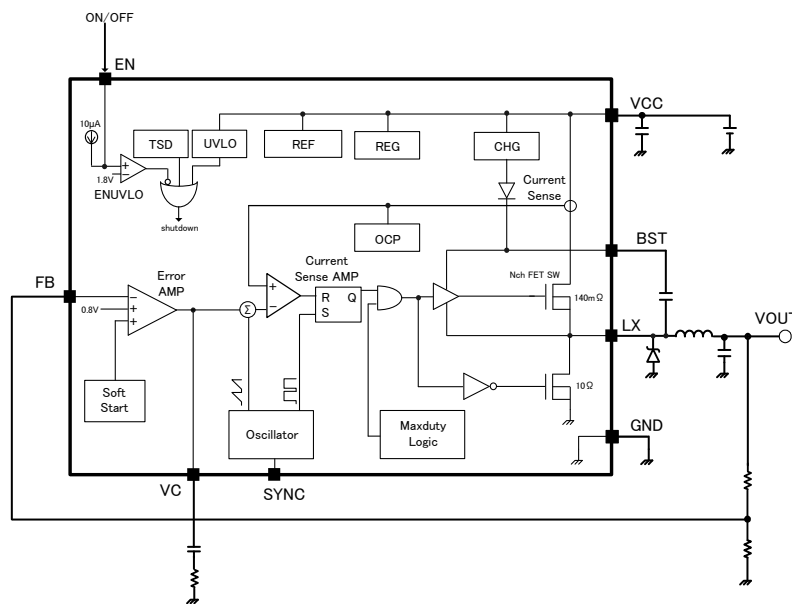 ON/OFF
EN
10μA
TSD
UVLO
REF
REG
CHG
VCC
1.8V
ENUVLO
shutdown
Current
Sense
OCP
BST
FB
Error
AMP
Current
Sense AMP
Nch FET SW
0.8V
Σ
R Q
S
140mΩ
LX
VOUT
Soft
Start
Oscillator
Maxduty
Logic
10Ω
GND
VC
SYNC